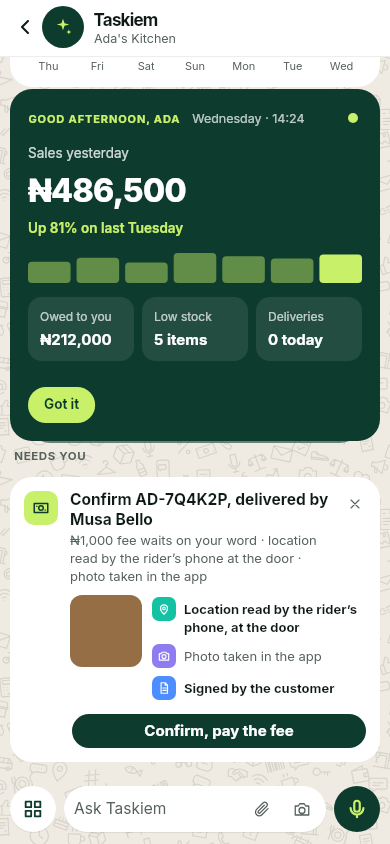 Taskiem
Ada's Kitchen
Thu Fri Sat Sun Mon Tue Wed
GOOD AFTERNOON, ADA Wednesday · 14:24
Sales yesterday
₦486,500
Up 81% on last Tuesday
Owed to you Low stock Deliveries
₦212,000 5 items 0 today
Got it
NEEDS YOU
Confirm AD-7Q4K2P, delivered by
Musa Bello
₦1,000 fee waits on your word · location
read by the rider’s phone at the door ·
photo taken in the app
Location read by the rider’s
phone, at the door
Photo taken in the app
Signed by the customer
Confirm, pay the fee
Ask Taskiem